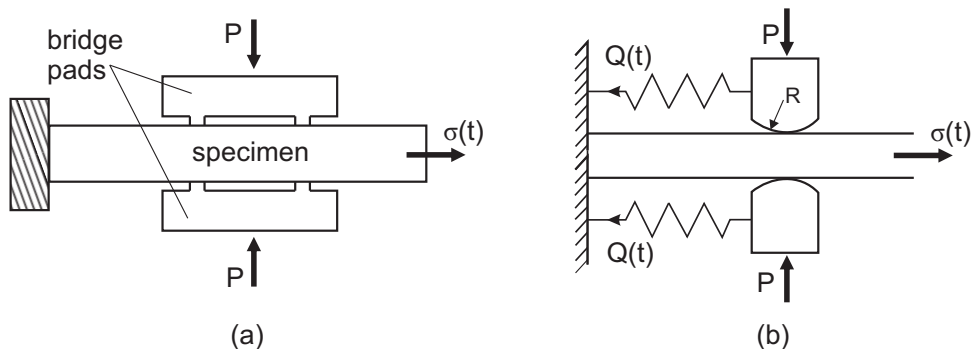 P
bridge
pads
σ(t)
specimen
P
(a)
P
Q(t)
R
σ(t)
Q(t)
P
(b)